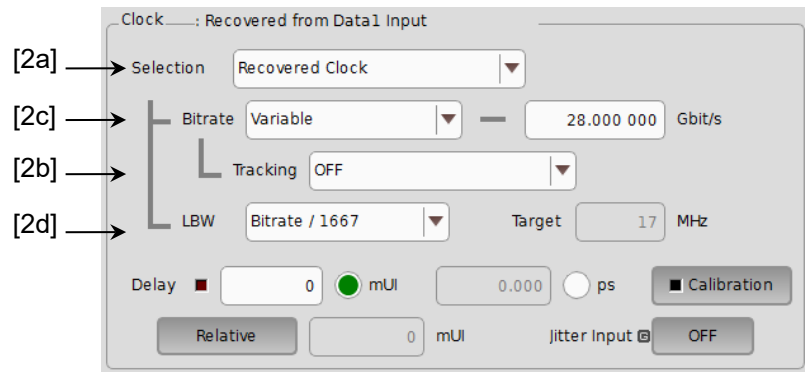 Clock : Recovered from Data1 Input
[2a] Selection Recovered Clock
[2c] Bitrate Variable 28.000 000 Gbit/s
[2b] Tracking OFF
[2d] LBW Bitrate / 1667 Target 17 MHz
Delay 0 mUI 0.000 ps Calibration
Relative 0 mUI Jitter Input G OFF